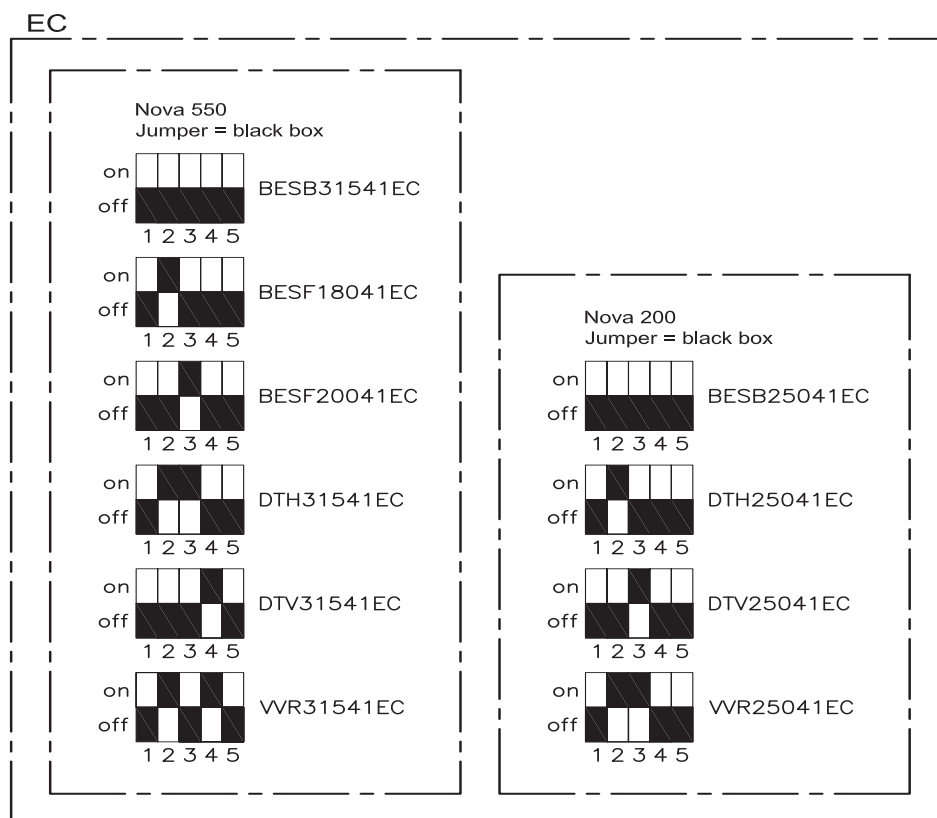 EC
Nova 550
Jumper = black box
on
off
BESB31541EC
1 2 3 4 5
on
off
BESF18041EC
1 2 3 4 5
on
off
BESF20041EC
1 2 3 4 5
on
off
DTH31541EC
1 2 3 4 5
on
off
DTV31541EC
1 2 3 4 5
on
off
VVR31541EC
1 2 3 4 5
Nova 200
Jumper = black box
on
off
BESB25041EC
1 2 3 4 5
on
off
DTH25041EC
1 2 3 4 5
on
off
DTV25041EC
1 2 3 4 5
on
off
VVR25041EC
1 2 3 4 5